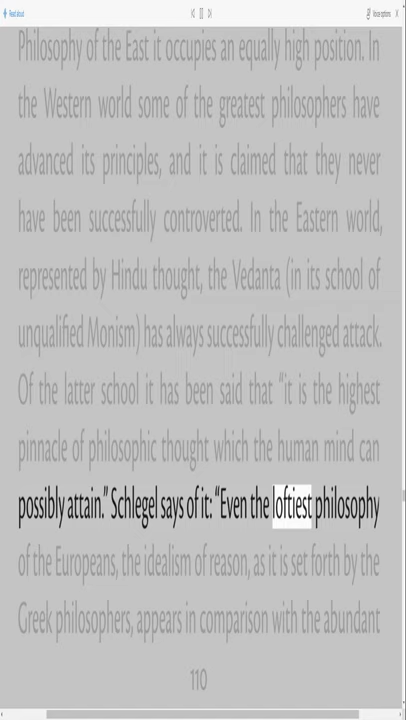 Read aloud
Voice options
Philosophy of the East it occupies an equally high position. In
the Western world some of the greatest philosophers have
advanced its principles, and it is claimed that they never
have been successfully controverted. In the Eastern world,
represented by Hindu thought, the Vedanta (in its school of
unqualified Monism) has always successfully challenged attack.
Of the latter school it has been said that “it is the highest
pinnacle of philosophic thought which the human mind can
possibly attain.” Schlegel says of it: “Even the loftiest philosophy
of the Europeans, the idealism of reason, as it is set forth by the
Greek philosophers, appears in comparison with the abundant
110